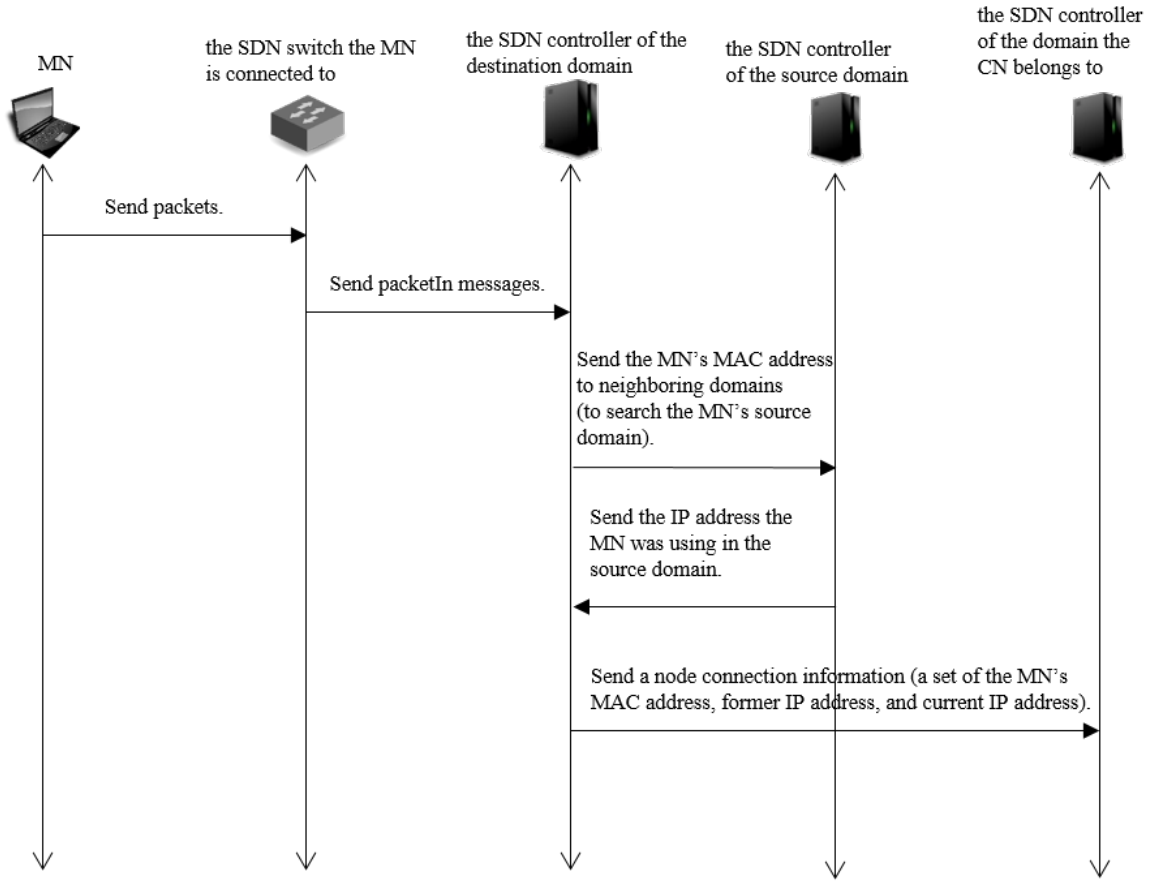 MN
the SDN switch the MN
is connected to
the SDN controller of the
destination domain
the SDN controller
of the source domain
the SDN controller
of the domain the
CN belongs to
Send packets.
Send packetIn messages.
Send the MN’s MAC address
to neighboring domains
(to search the MN’s source
domain).
Send the IP address the
MN was using in the
source domain.
Send a node connection information (a set of the MN’s
MAC address, former IP address, and current IP address).